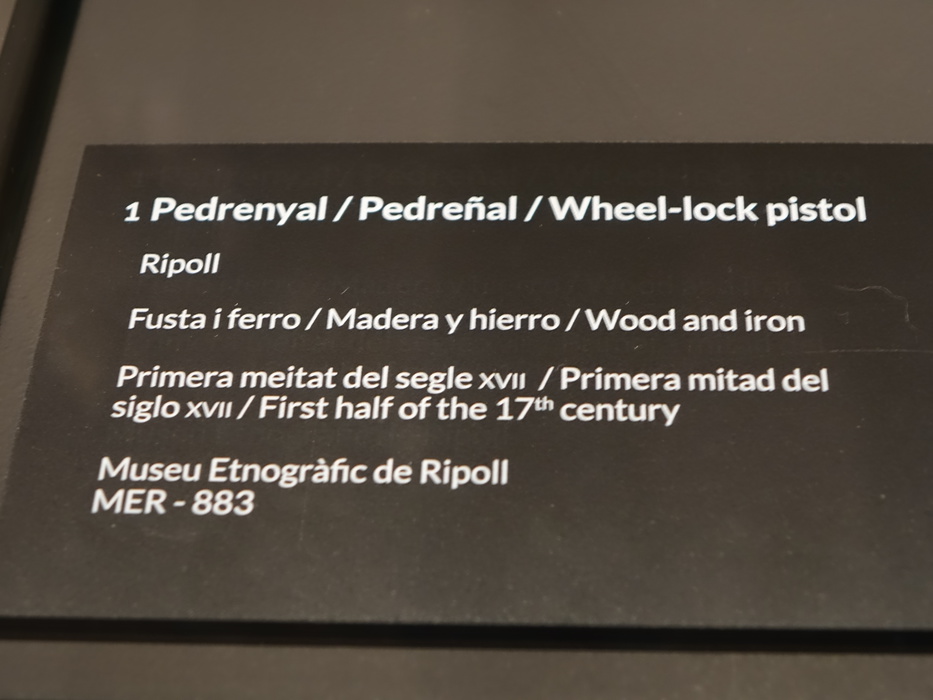 1 Pedrenyal / Pedreñal / Wheel-lock pistol
Ripoll
Fusta i ferro / Madera y hierro / Wood and iron
Primera meitat del segle XVII / Primera mitad del
siglo XVII / First half of the 17th century
Museu Etnogràfic de Ripoll
MER - 883